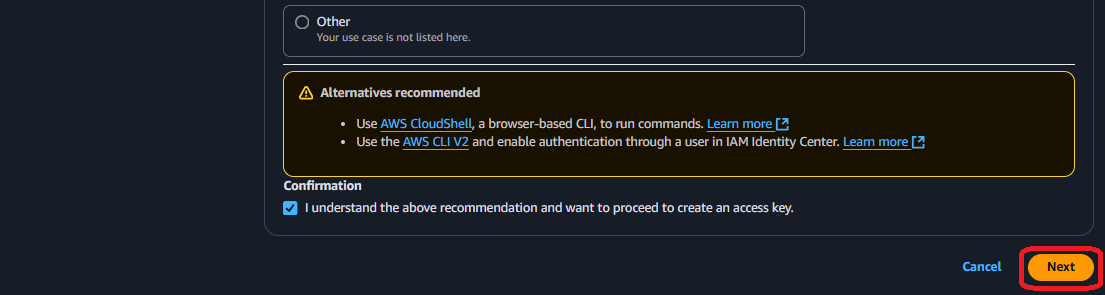 Other
Your use case is not listed here.
Alternatives recommended
• Use AWS CloudShell, a browser-based CLI, to run commands. Learn more
• Use the AWS CLI V2 and enable authentication through a user in IAM Identity Center. Learn more
Confirmation
I understand the above recommendation and want to proceed to create an access key.
Cancel Next